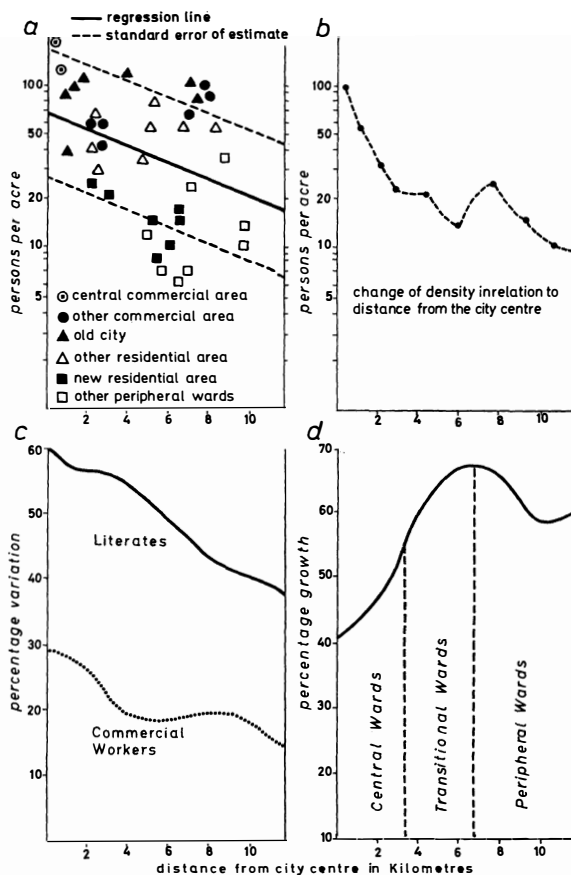 a
regression line
standard error of estimate
b
persons per acre
100
50
20
10
5
central commercial area
other commercial area
old city
other residential area
new residential area
other peripheral wards
2 4 6 8 10
persons per acre
100
50
20
10
5
change of density inrelation to
distance from the city centre
2 4 6 8 10
c
percentage variation
60
50
40
30
20
10
Literates
Commercial
Workers
2 4 6 8 10
d
percentage growth
70
60
50
40
30
20
10
Central Wards
Transitional Wards
Peripheral Wards
2 4 6 8 10
distance from city centre in Kilometres